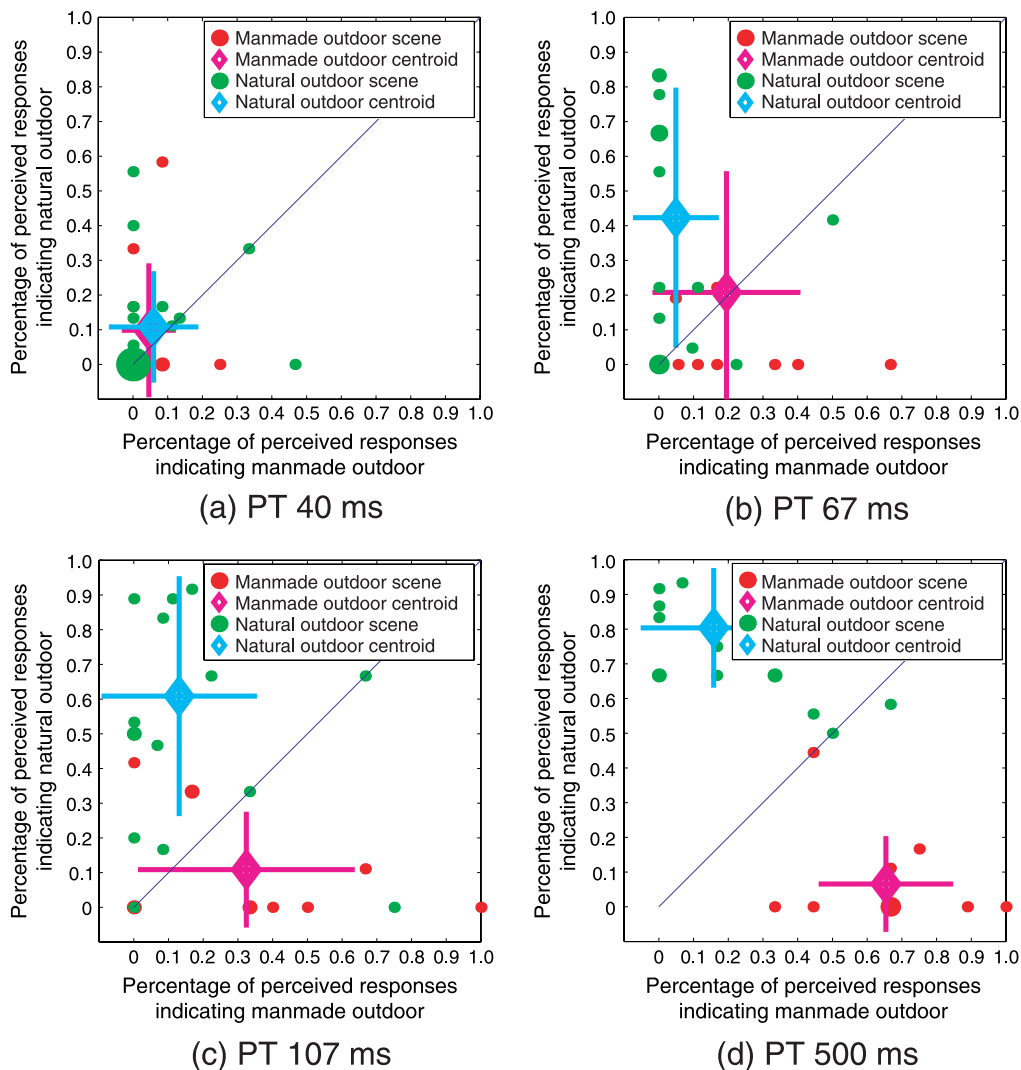 Manmade outdoor scene
Manmade outdoor centroid
Natural outdoor scene
Natural outdoor centroid
1.0
0.9
0.8
0.7
0.6
0.5
0.4
0.3
0.2
0.1
0
Percentage of perceived responses
indicating natural outdoor
0 0.1 0.2 0.3 0.4 0.5 0.6 0.7 0.8 0.9 1.0
Percentage of perceived responses
indicating manmade outdoor
(a) PT 40 ms
Manmade outdoor scene
Manmade outdoor centroid
Natural outdoor scene
Natural outdoor centroid
1.0
0.9
0.8
0.7
0.6
0.5
0.4
0.3
0.2
0.1
0
Percentage of perceived responses
indicating natural outdoor
0 0.1 0.2 0.3 0.4 0.5 0.6 0.7 0.8 0.9 1.0
Percentage of perceived responses
indicating manmade outdoor
(b) PT 67 ms
Manmade outdoor scene
Manmade outdoor centroid
Natural outdoor scene
Natural outdoor centroid
1.0
0.9
0.8
0.7
0.6
0.5
0.4
0.3
0.2
0.1
0
Percentage of perceived responses
indicating natural outdoor
0 0.1 0.2 0.3 0.4 0.5 0.6 0.7 0.8 0.9 1.0
Percentage of perceived responses
indicating manmade outdoor
(c) PT 107 ms
Manmade outdoor scene
Manmade outdoor centroid
Natural outdoor scene
Natural outdoor centroid
1.0
0.9
0.8
0.7
0.6
0.5
0.4
0.3
0.2
0.1
0
Percentage of perceived responses
indicating natural outdoor
0 0.1 0.2 0.3 0.4 0.5 0.6 0.7 0.8 0.9 1.0
Percentage of perceived responses
indicating manmade outdoor
(d) PT 500 ms